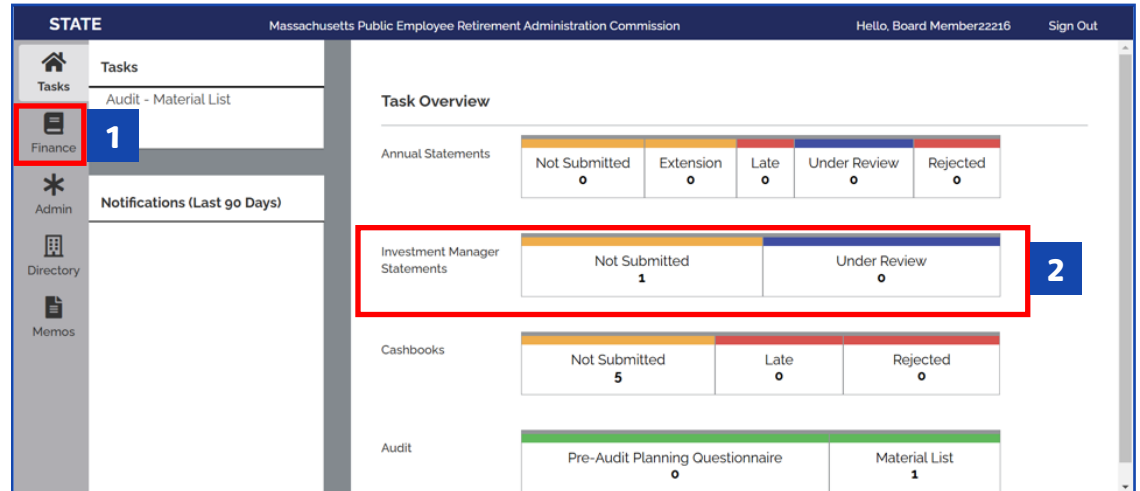 STATE
Massachusetts Public Employee Retirement Administration Commission
Hello, Board Member22216
Sign Out
Tasks
Finance
Admin
Directory
Memos
1
Tasks
Audit - Material List
Notifications (Last 90 Days)
Task Overview
Annual Statements
Not Submitted
0
Extension
0
Late
0
Under Review
0
Rejected
0
Investment Manager
Statements
Not Submitted
1
Under Review
0
2
Cashbooks
Not Submitted
5
Late
0
Rejected
0
Audit
Pre-Audit Planning Questionnaire
0
Material List
1